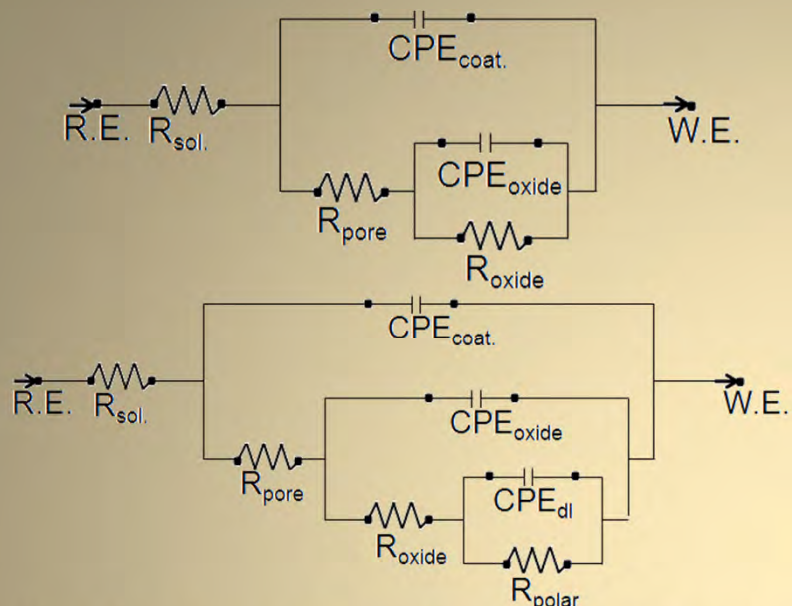 CPEcoat.
R.E.
Rsol.
W.E.
CPEoxide
Rpore
Roxide
CPEcoat.
R.E.
Rsol.
W.E.
CPEoxide
Rpore
CPEdl
Roxide
Rpolar